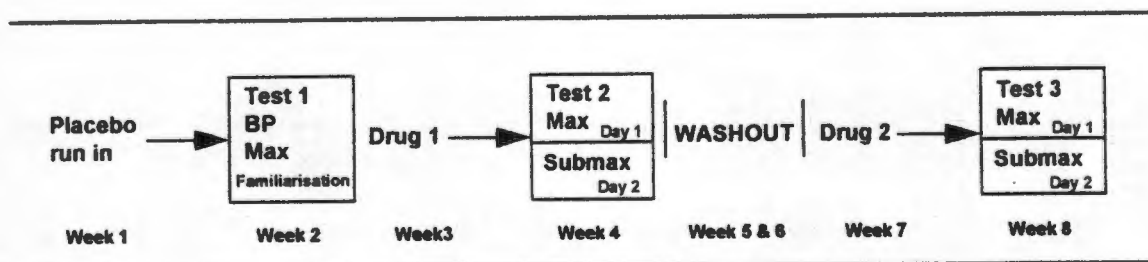 Placebo
run in
Test 1
BP
Max
Familiarisation
Drug 1
Test 2
Max Day 1
Submax
Day 2
WASHOUT
Drug 2
Test 3
Max Day 1
Submax
Day 2
Week 1
Week 2
Week3
Week 4
Week 5 & 6
Week 7
Week 8